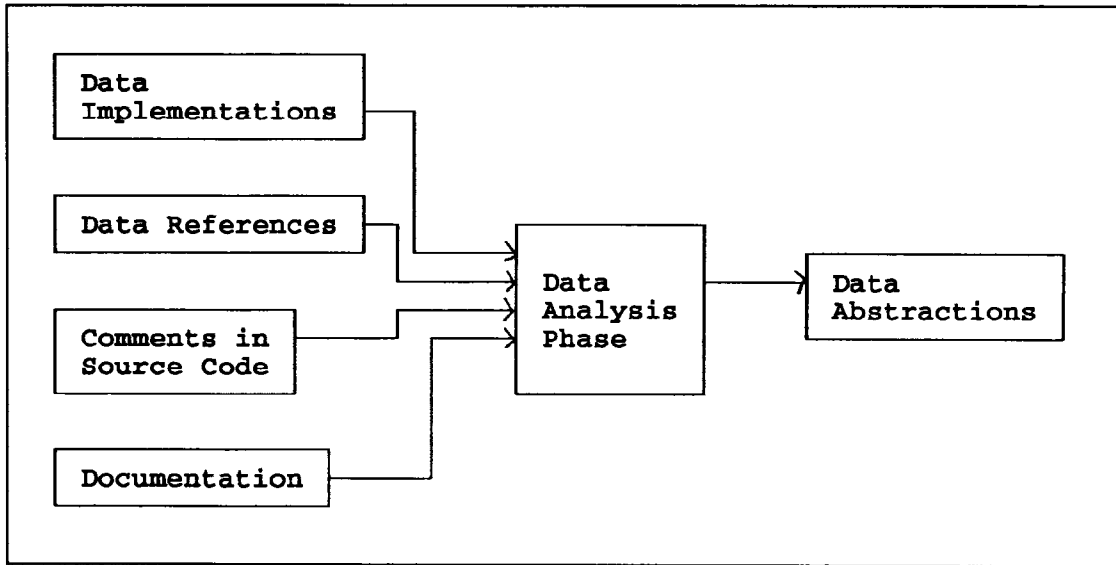 Data
Implementations
Data References
Comments in
Source Code
Documentation
Data
Analysis
Phase
Data
Abstractions